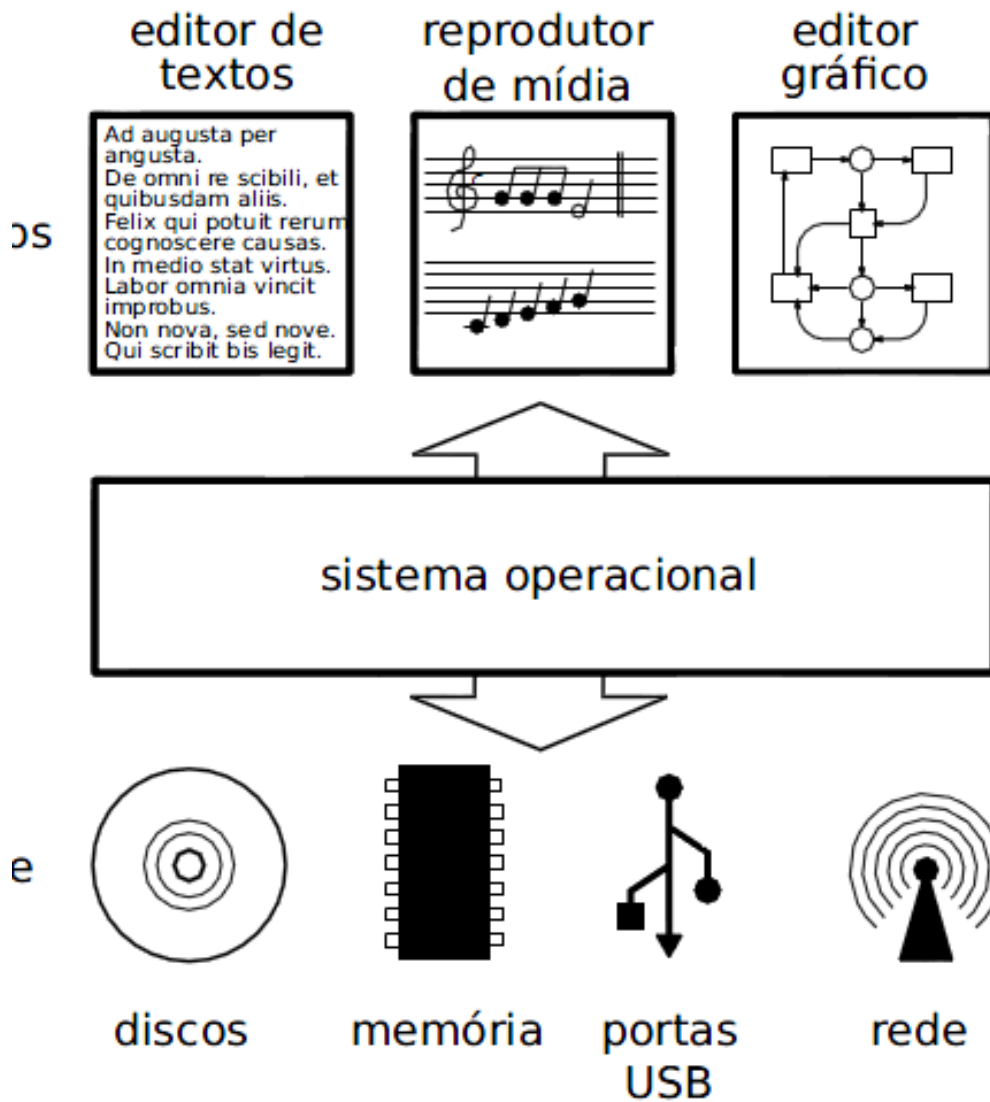 editor de
textos
reprodutor
de mídia
editor
gráfico
Ad augusta per
angusta.
De omni re scibili, et
quibusdam aliis.
Felix qui potuit rerum
cognoscere causas.
In medio stat virtus.
Labor omnia vincit
improbus.
Non nova, sed nove.
Qui scribit bis legit.
os
sistema operacional
e
discos
memória
portas
USB
rede